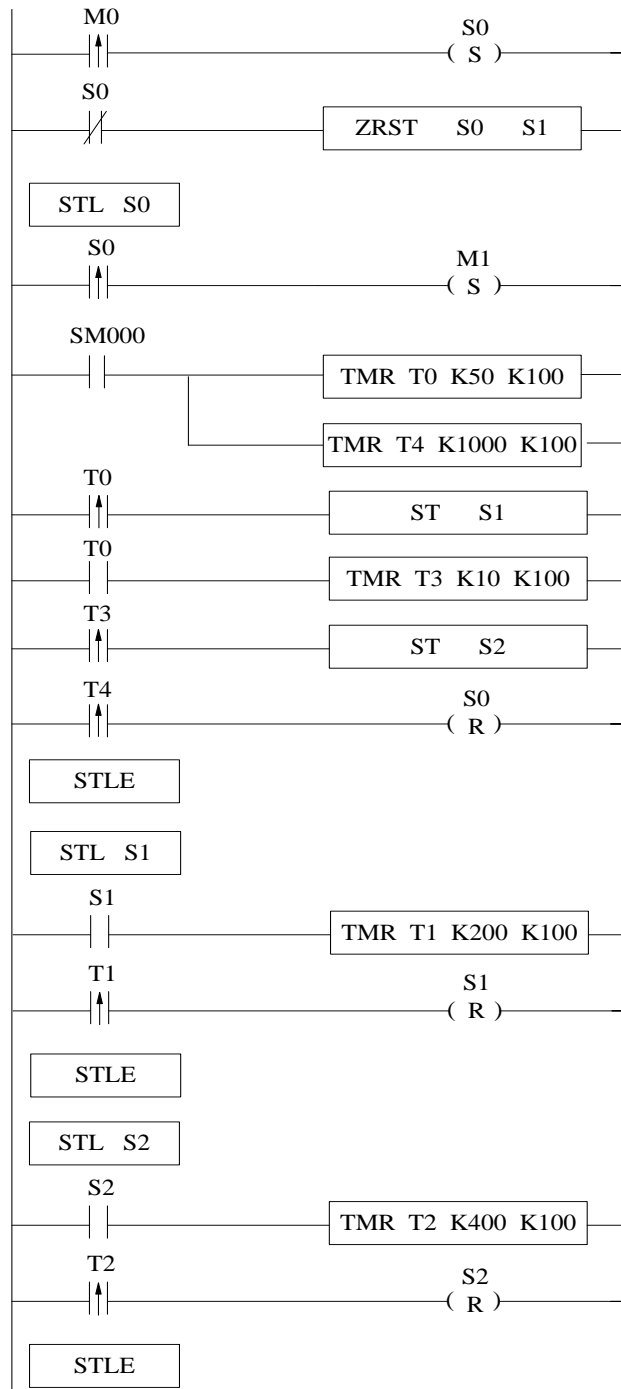 M0 S0
( S )
S0
ZRST S0 S1
STL S0
S0 M1
( S )
SM000
TMR T0 K50 K100
TMR T4 K1000 K100
T0
ST S1
T0
TMR T3 K10 K100
T3
ST S2
T4 S0
( R )
STLE
STL S1
S1
TMR T1 K200 K100
T1 S1
( R )
STLE
STL S2
S2
TMR T2 K400 K100
T2 S2
( R )
STLE